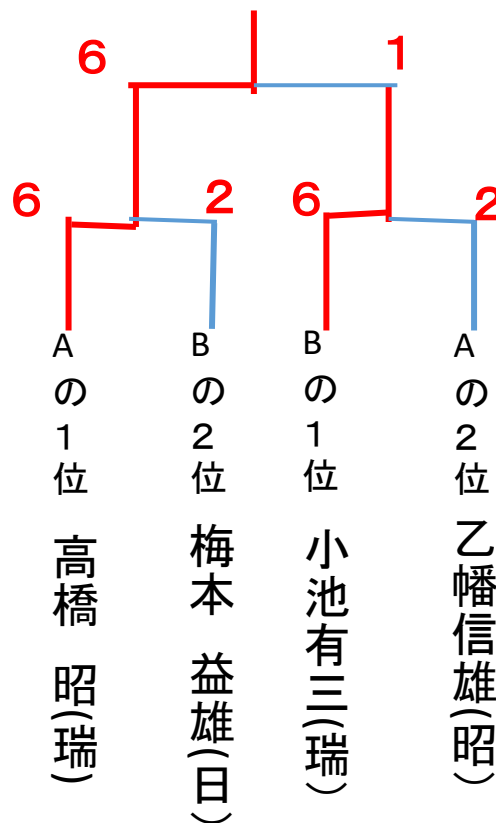 6 1
6 2 6 2
Aの1位 高橋 昭(瑞)
Bの2位 梅本 益雄(日)
Bの1位 小池有三(瑞)
Aの2位 乙幡信雄(昭)